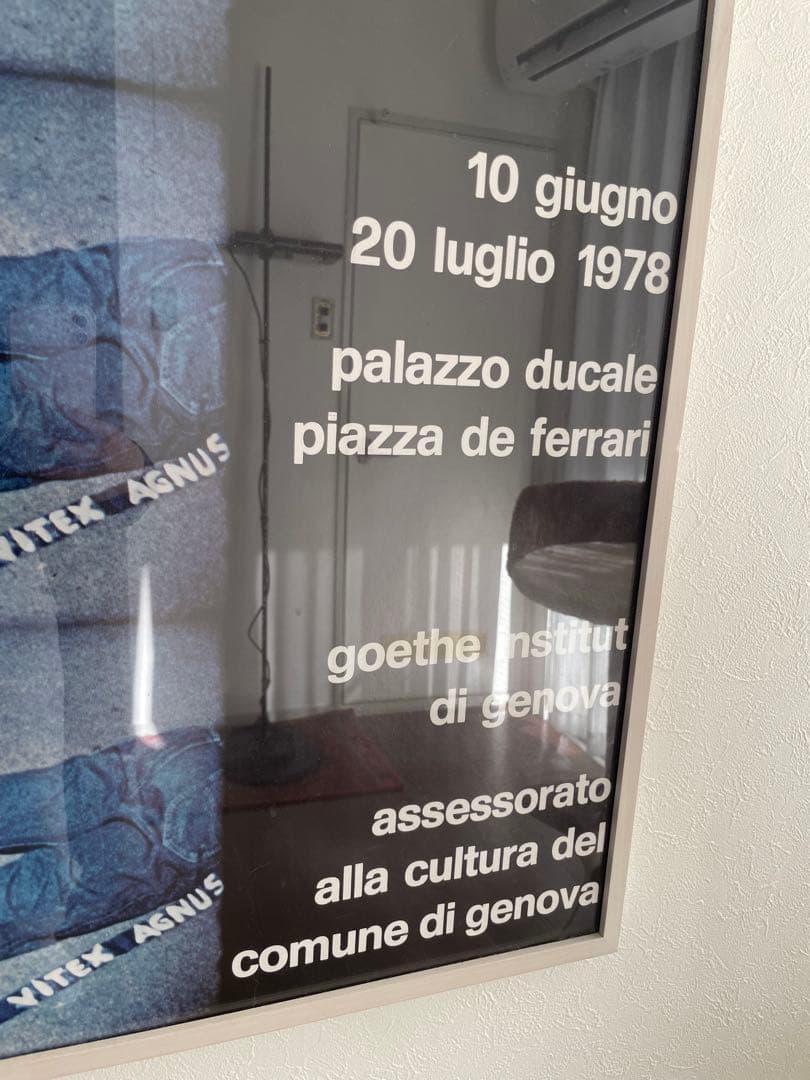 10 giugno
20 luglio 1978
palazzo ducale
piazza de ferrari
goethe institut
di genova
assessorato
alla cultura del
comune di genova
VITEX AGNUS
VITEX AGNUS